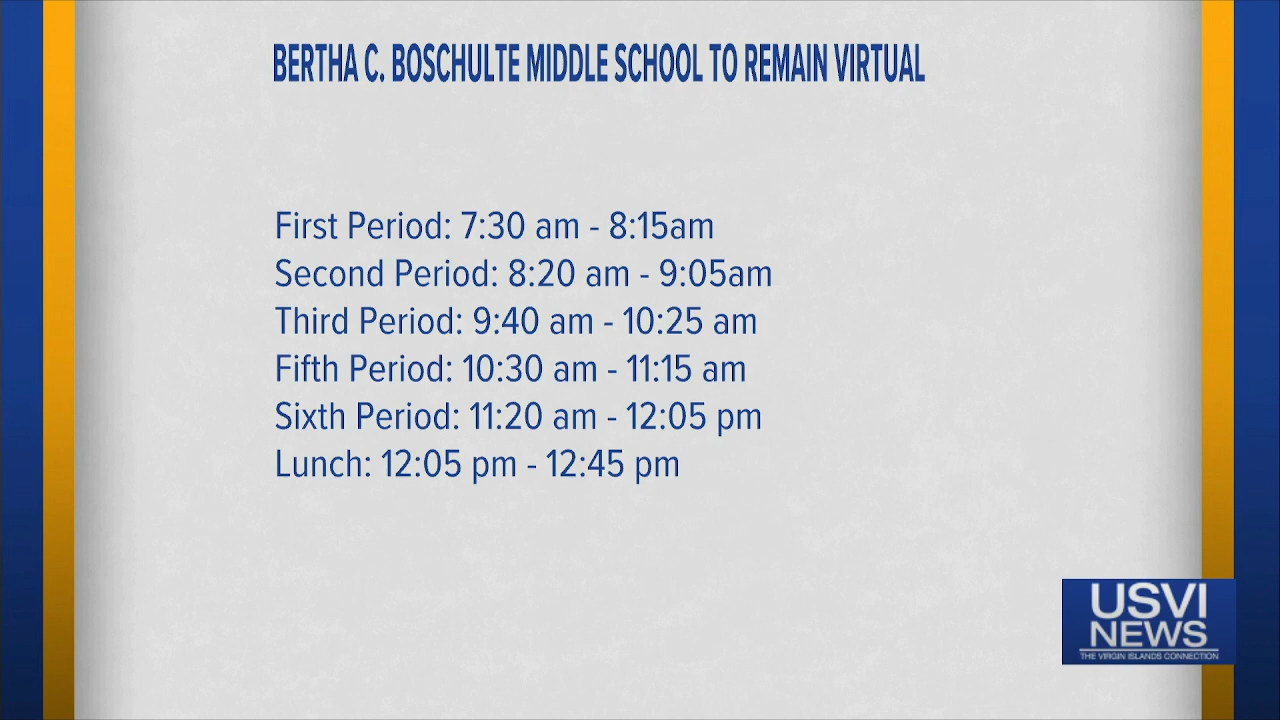 BERTHA C. BOSCHULTE MIDDLE SCHOOL TO REMAIN VIRTUAL
First Period: 7:30 am - 8:15am
Second Period: 8:20 am - 9:05am
Third Period: 9:40 am - 10:25 am
Fifth Period: 10:30 am - 11:15 am
Sixth Period: 11:20 am - 12:05 pm
Lunch: 12:05 pm - 12:45 pm
USVI
NEWS
THE VIRGIN ISLANDS CONNECTION